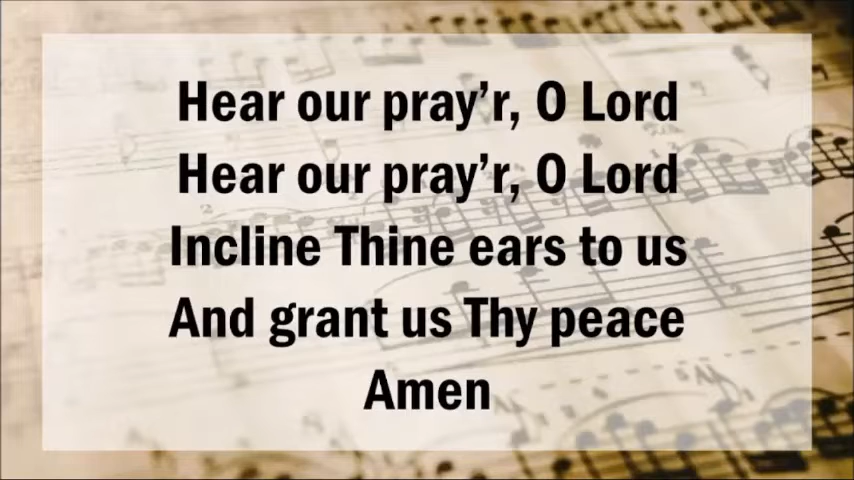 Hear our pray’r, O Lord
Hear our pray’r, O Lord
Incline Thine ears to us
And grant us Thy peace
Amen